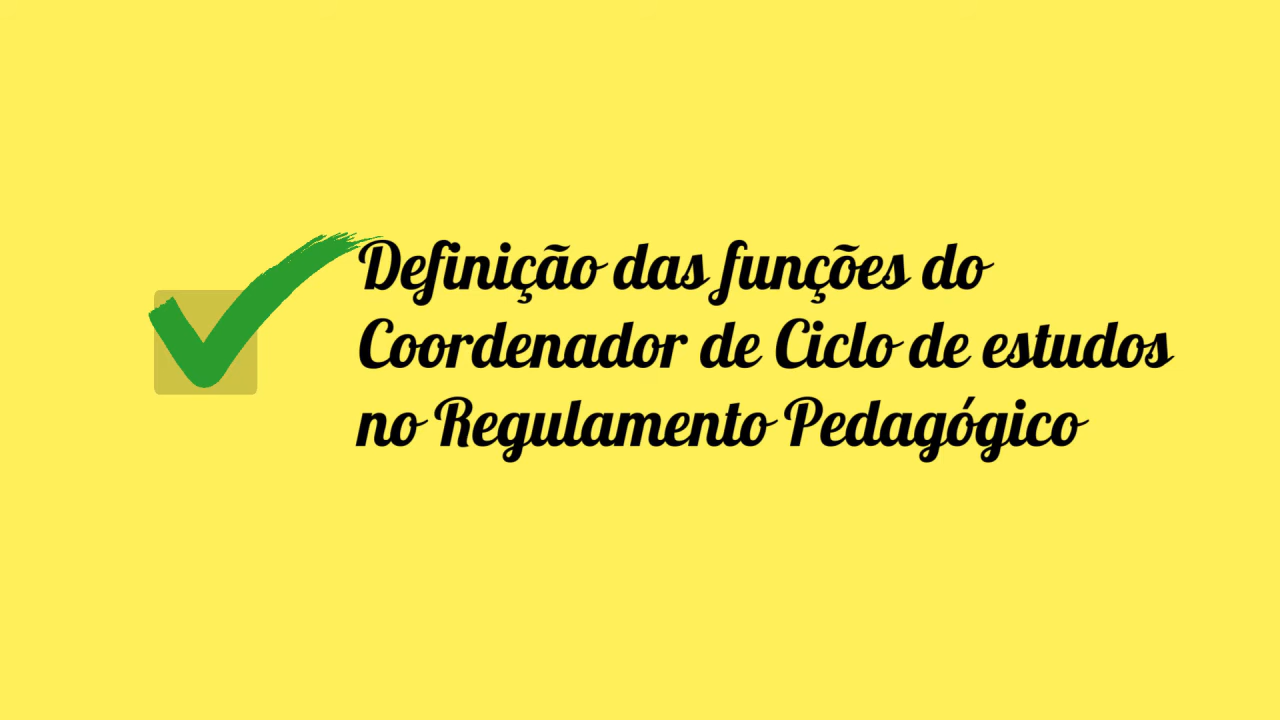 Definição das funções do
Coordenador de Ciclo de estudos
no Regulamento Pedagógico